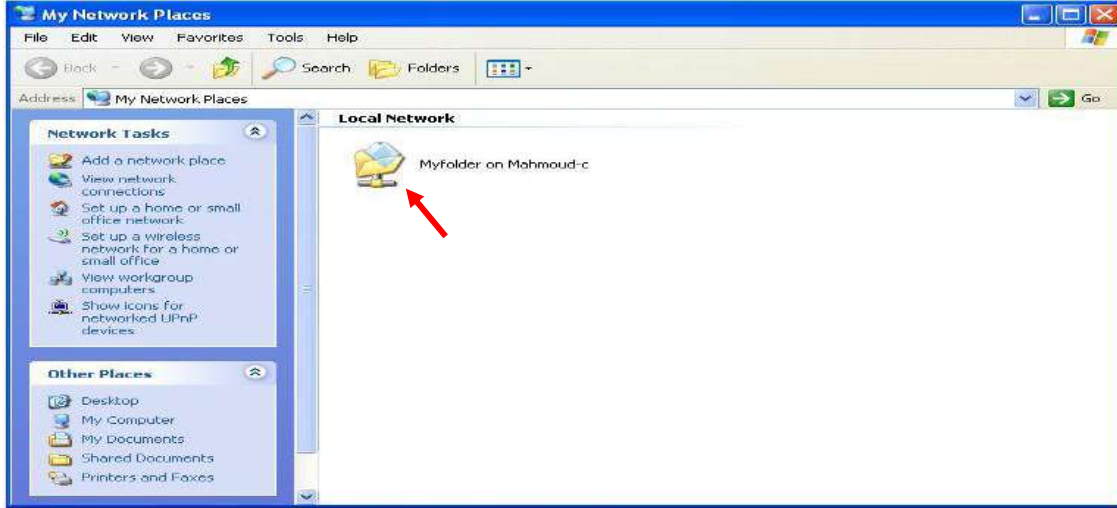 My Network Places
File Edit View Favorites Tools Help
Back Search Folders
Address My Network Places Go
Network Tasks
Add a network place
View network
connections
Set up a home or small
office network
Set up a wireless
network for a home or
small office
View workgroup
computers
Show icons for
networked UPnP
devices
Other Places
Desktop
My Computer
My Documents
Shared Documents
Printers and Faxes
Local Network
Myfolder on Mahmoud-c